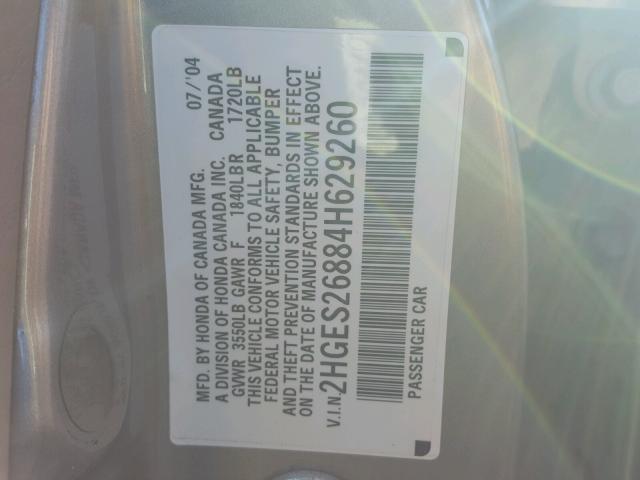 MFD. BY HONDA OF CANADA MFG. 07/'04
A DIVISION OF HONDA CANADA INC. CANADA
GVWR 3550LB GAWR F 1840LBR 1720LB
THIS VEHICLE CONFORMS TO ALL APPLICABLE
FEDERAL MOTOR VEHICLE SAFETY, BUMPER
AND THEFT PREVENTION STANDARDS IN EFFECT
ON THE DATE OF MANUFACTURE SHOWN ABOVE.
V.I.N. 2HGES26884H629260
PASSENGER CAR